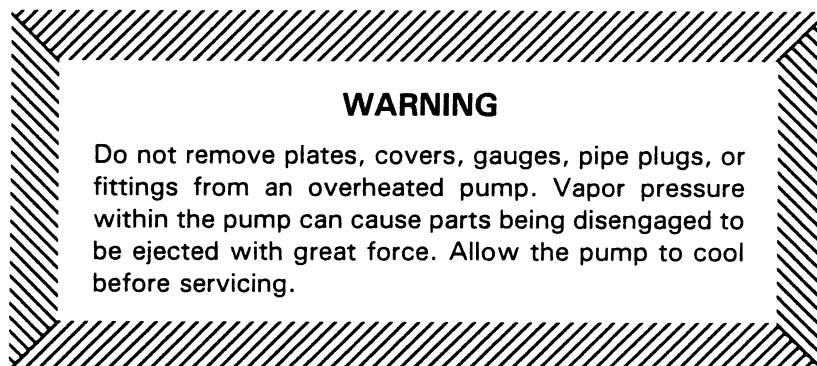 WARNING
Do not remove plates, covers, gauges, pipe plugs, or
fittings from an overheated pump. Vapor pressure
within the pump can cause parts being disengaged to
be ejected with great force. Allow the pump to cool
before servicing.